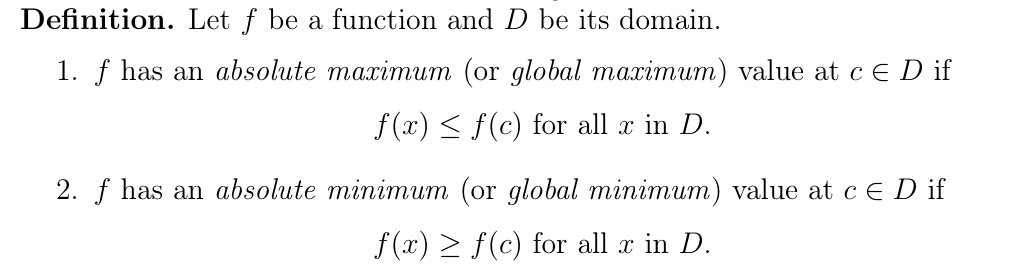 Definition. Let f be a function and D be its domain.
1. f has an absolute maximum (or global maximum) value at c ∈ D if
f(x) ≤ f(c) for all x in D.
2. f has an absolute minimum (or global minimum) value at c ∈ D if
f(x) ≥ f(c) for all x in D.